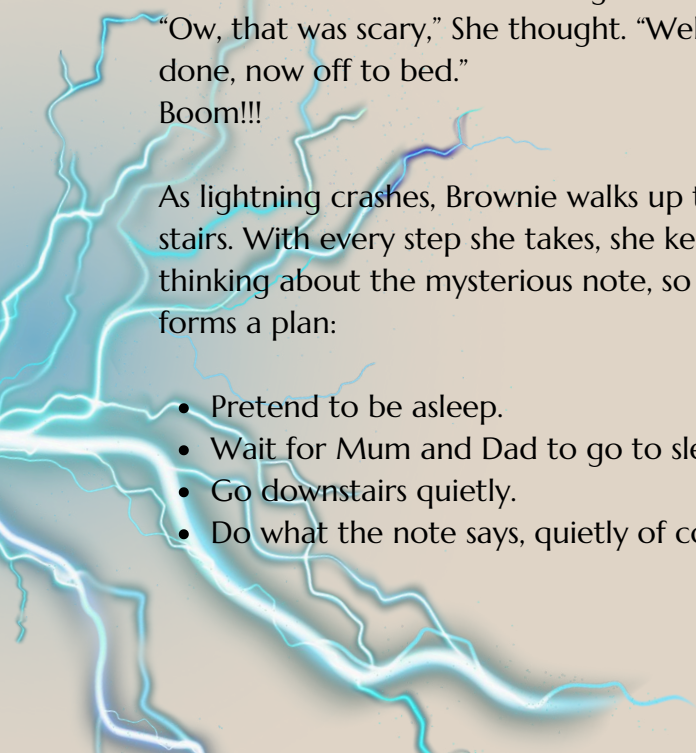 “Ow, that was scary,” She thought. “Wel
done, now off to bed.”
Boom!!!
As lightning crashes, Brownie walks up t
stairs. With every step she takes, she ke
thinking about the mysterious note, so
forms a plan:
• Pretend to be asleep.
• Wait for Mum and Dad to go to sle
• Go downstairs quietly.
• Do what the note says, quietly of co